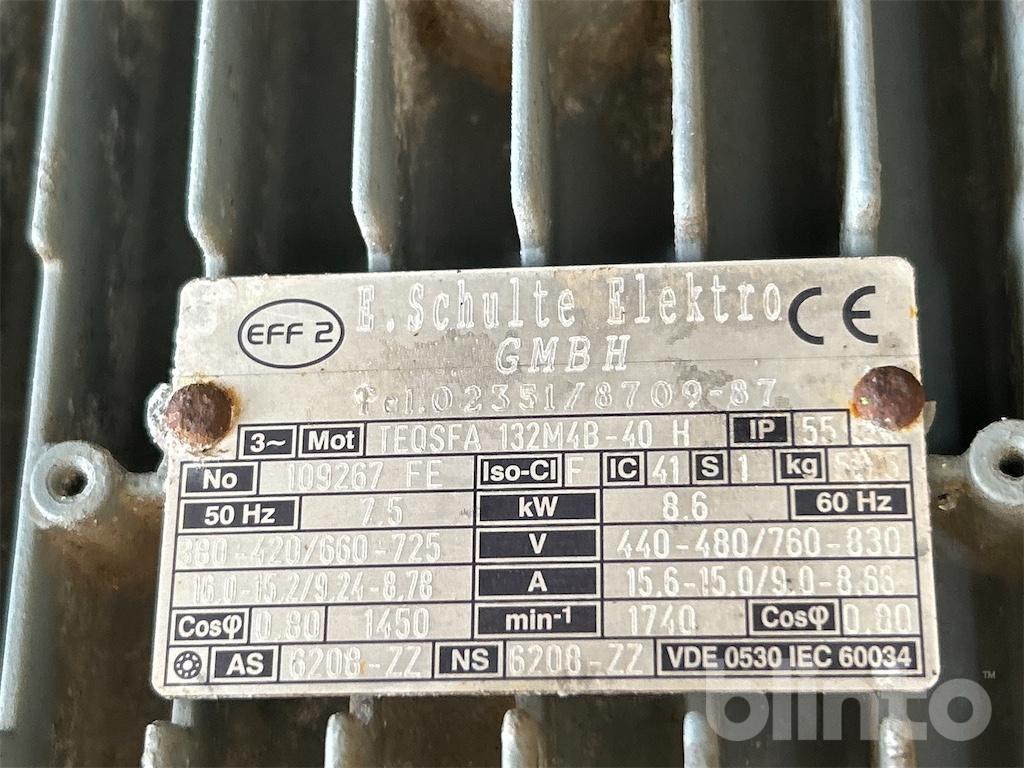 EFF 2 E.Schulte Elektro CE
GMBH
Tel.02351/8709-87
3~ Mot TEQSFA 132M4B-40 H IP 55
No 109267 FE Iso-Cl F IC 41 S 1 kg
50 Hz 7.5 kW 8.6 60 Hz
380-420/660-725 V 440-480/760-830
16.0-15.2/9.24-8.78 A 15.6-15.0/9.0-8.68
Cosφ 0.80 1450 min-1 1740 Cosφ 0.80
AS 6208-ZZ NS 6208-ZZ VDE 0530 IEC 60034
blinto™